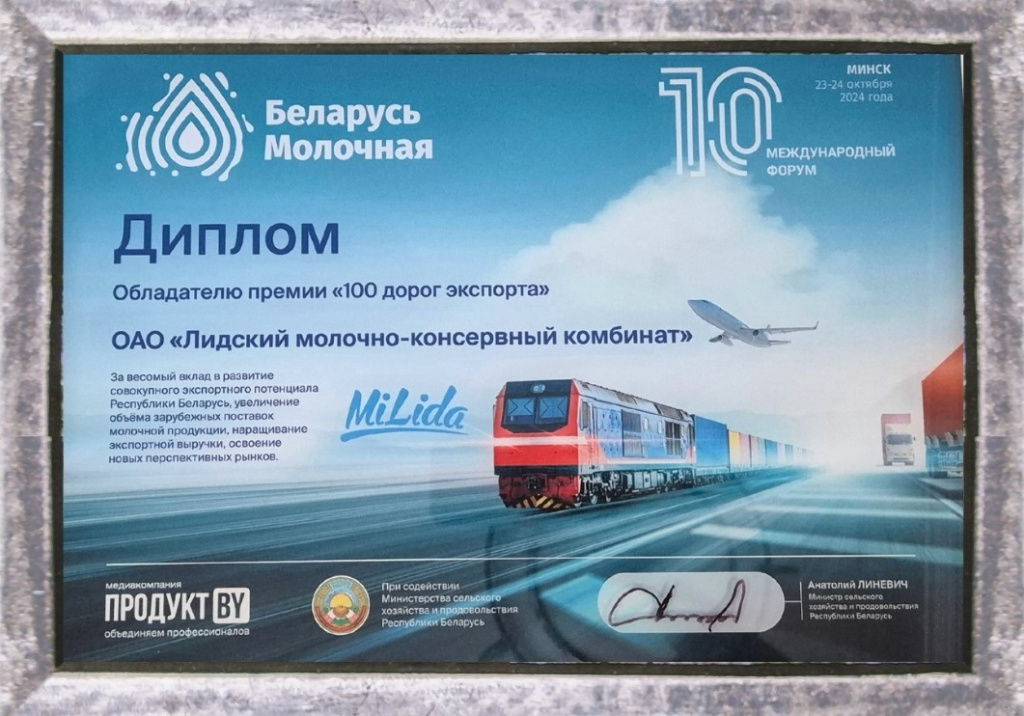 Беларусь
Молочная
10
МЕЖДУНАРОДНЫЙ
ФОРУМ
МИНСК
23-24 октября
2024 года
Диплом
Обладателю премии «100 дорог экспорта»
ОАО «Лидский молочно-консервный комбинат»
За весомый вклад в развитие
совокупного экспортного потенциала
Республики Беларусь, увеличение
объёма зарубежных поставок
молочной продукции, наращивание
экспортной выручки, освоение
новых перспективных рынков.
MiLida
медиакомпания
ПРОДУКТ BY
объединяем профессионалов
При содействии
Министерства сельского
хозяйства и продовольствия
Республики Беларусь
Анатолий ЛИНЕВИЧ
Министр сельского
хозяйства и продовольствия
Республики Беларусь